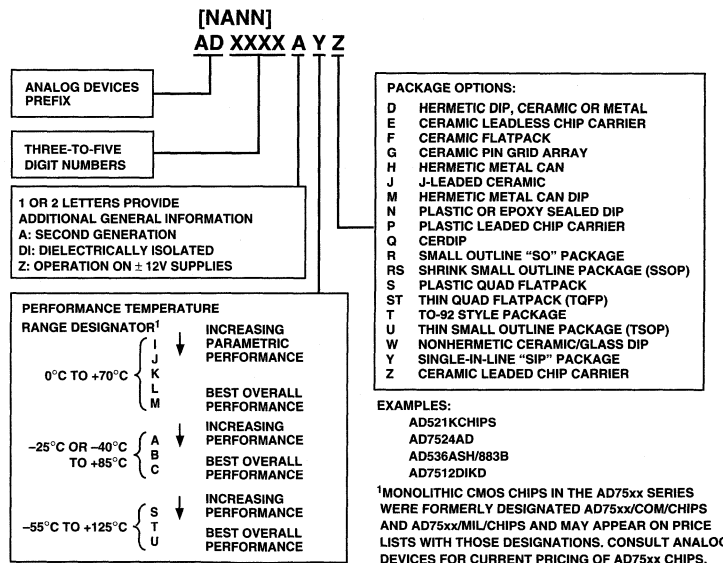 [NANN]
AD XXXX A Y Z
ANALOG DEVICES
PREFIX
THREE-TO-FIVE
DIGIT NUMBERS
1 OR 2 LETTERS PROVIDE
ADDITIONAL GENERAL INFORMATION
A: SECOND GENERATION
DI: DIELECTRICALLY ISOLATED
Z: OPERATION ON ± 12V SUPPLIES
PERFORMANCE TEMPERATURE
RANGE DESIGNATOR¹
0°C TO +70°C
I
J
K
L
M
INCREASING
PARAMETRIC
PERFORMANCE
BEST OVERALL
PERFORMANCE
–25°C OR –40°C
TO +85°C
A
B
C
INCREASING
PERFORMANCE
BEST OVERALL
PERFORMANCE
–55°C TO +125°C
S
T
U
INCREASING
PERFORMANCE
BEST OVERALL
PERFORMANCE
PACKAGE OPTIONS:
D HERMETIC DIP, CERAMIC OR METAL
E CERAMIC LEADLESS CHIP CARRIER
F CERAMIC FLATPACK
G CERAMIC PIN GRID ARRAY
H HERMETIC METAL CAN
J J-LEADED CERAMIC
M HERMETIC METAL CAN DIP
N PLASTIC OR EPOXY SEALED DIP
P PLASTIC LEADED CHIP CARRIER
Q CERDIP
R SMALL OUTLINE “SO” PACKAGE
RS SHRINK SMALL OUTLINE PACKAGE (SSOP)
S PLASTIC QUAD FLATPACK
ST THIN QUAD FLATPACK (TQFP)
T TO-92 STYLE PACKAGE
U THIN SMALL OUTLINE PACKAGE (TSOP)
W NONHERMETIC CERAMIC/GLASS DIP
Y SINGLE-IN-LINE “SIP” PACKAGE
Z CERAMIC LEADED CHIP CARRIER
EXAMPLES:
AD521KCHIPS
AD7524AD
AD536ASH/883B
AD7512DIKD
¹MONOLITHIC CMOS CHIPS IN THE AD75xx SERIES
WERE FORMERLY DESIGNATED AD75xx/COM/CHIPS
AND AD75xx/MIL/CHIPS AND MAY APPEAR ON PRICE
LISTS WITH THOSE DESIGNATIONS. CONSULT ANALOG
DEVICES FOR CURRENT PRICING OF AD75xx CHIPS.